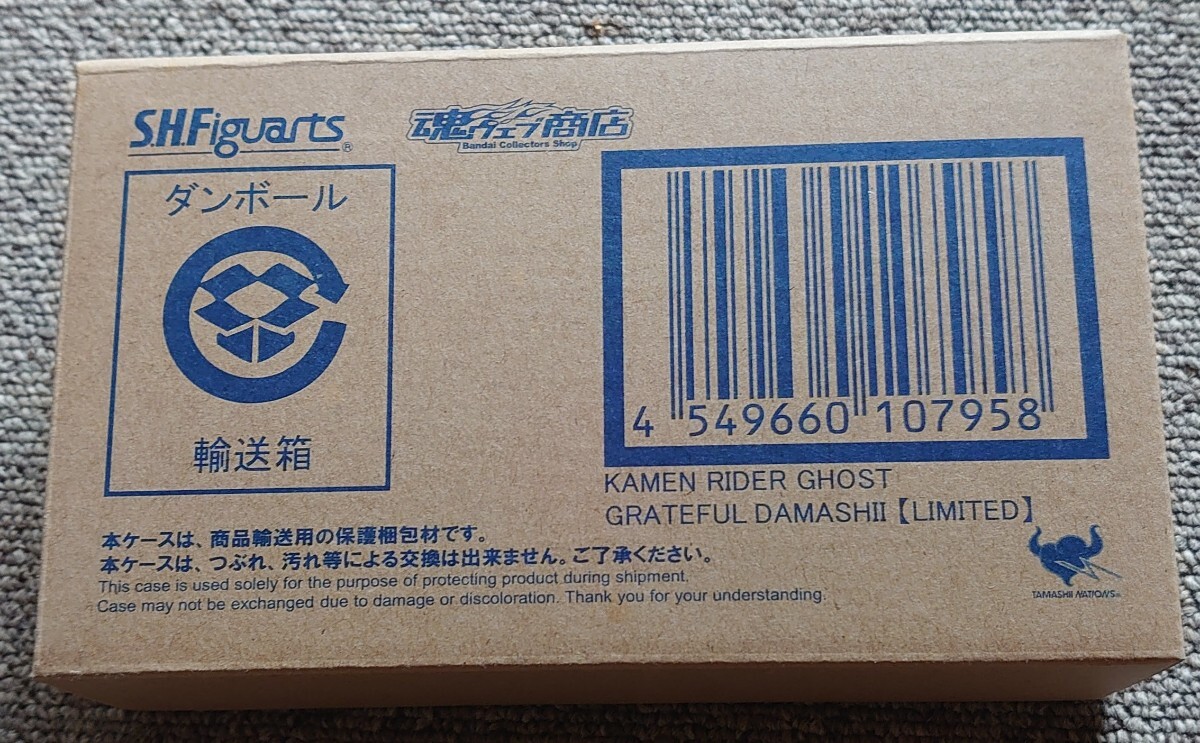 S.H.Figuarts®
魂ウェブ商店
Bandai Collectors Shop
ダンボール
輸送箱
4 549660 107958
KAMEN RIDER GHOST
GRATEFUL DAMASHII【LIMITED】
本ケースは、商品輸送用の保護梱包材です。
本ケースは、つぶれ、汚れ等による交換は出来ません。ご了承ください。
This case is used solely for the purpose of protecting product during shipment.
Case may not be exchanged due to damage or discoloration. Thank you for your understanding.
TAMASHII NATIONS